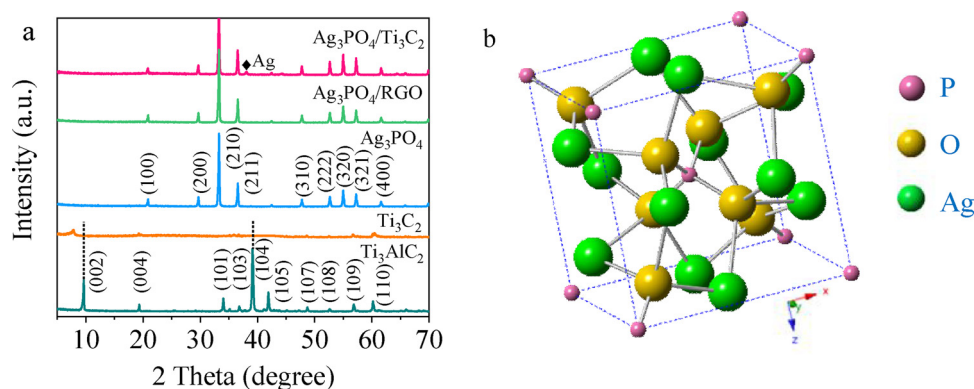 a
Intensity (a.u.)
Ag₃PO₄/Ti₃C₂
◆ Ag
Ag₃PO₄/RGO
Ag₃PO₄
(100)
(200)
(210)
(211)
(310)
(222)
(320)
(321)
(400)
Ti₃C₂
Ti₃AlC₂
(002)
(004)
(101)
(103)
(104)
(105)
(107)
(108)
(109)
(110)
10 20 30 40 50 60 70
2 Theta (degree)
b
P
O
Ag
x
y
z